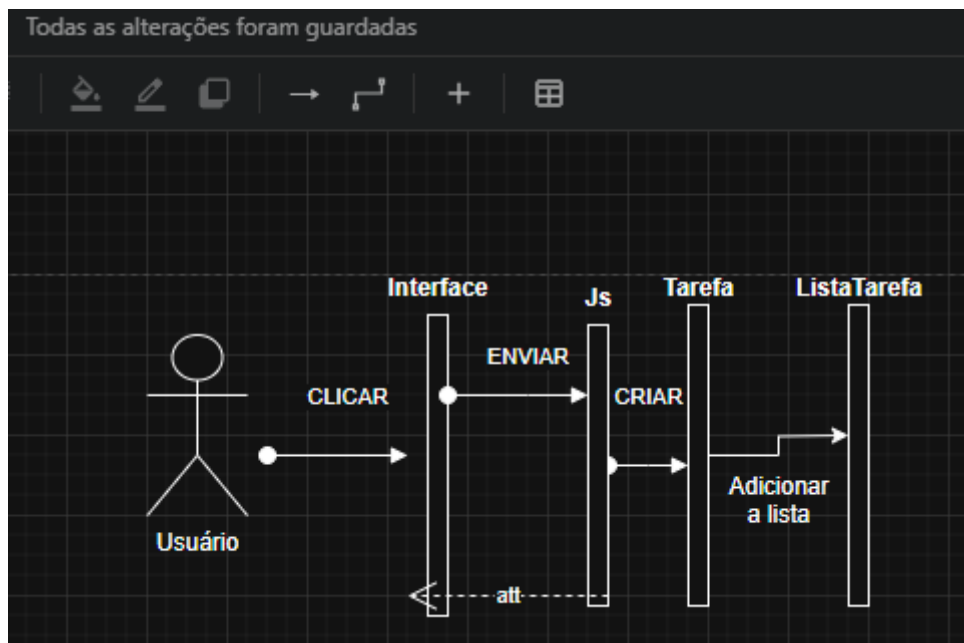 Todas as alterações foram guardadas
Interface
Js
Tarefa
ListaTarefa
ENVIAR
CLICAR
CRIAR
Adicionar
a lista
Usuário
att